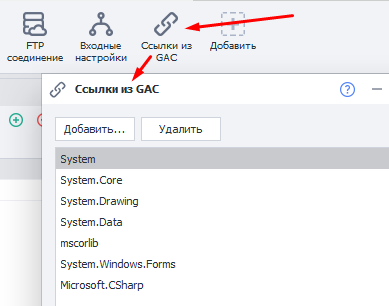 FTP
соединение
Входные
настройки
Ссылки из
GAC
Добавить
Ссылки из GAC
Добавить...
Удалить
System
System.Core
System.Drawing
System.Data
mscorlib
System.Windows.Forms
Microsoft.CSharp